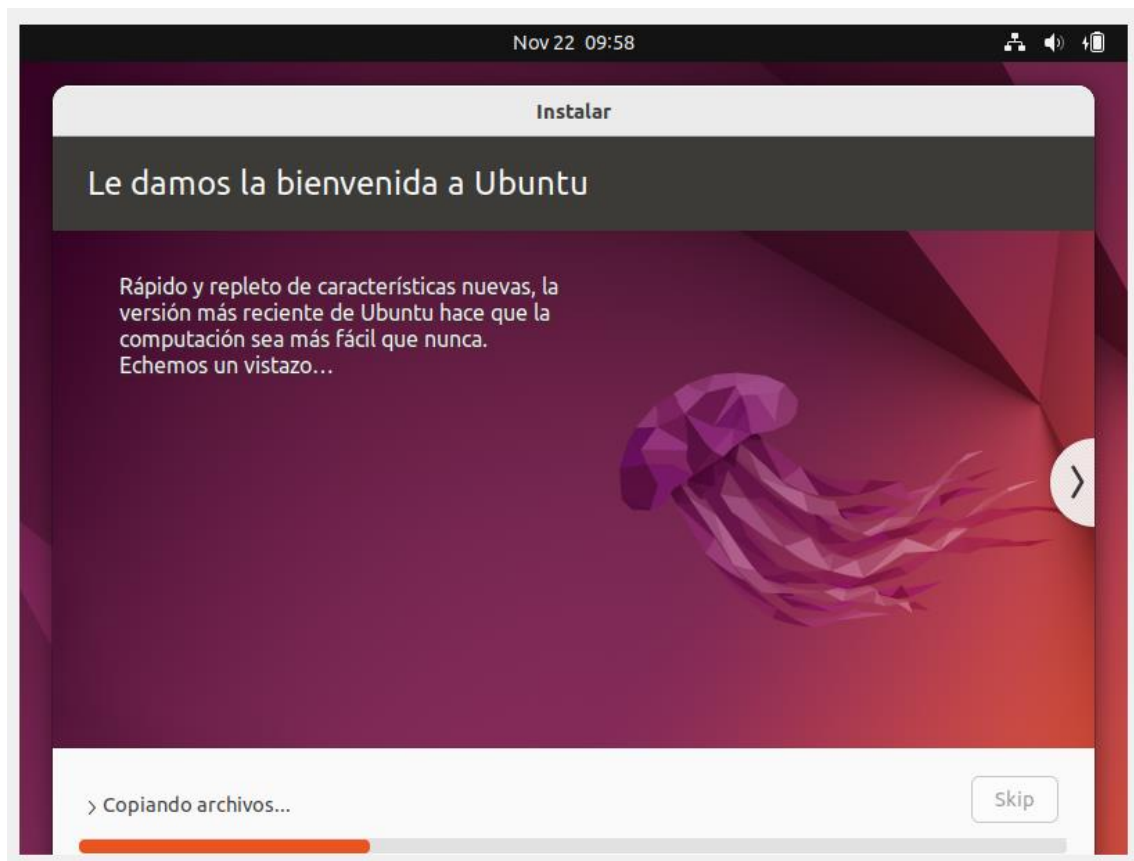 Nov 22 09:58
Instalar
Le damos la bienvenida a Ubuntu
Rápido y repleto de características nuevas, la
versión más reciente de Ubuntu hace que la
computación sea más fácil que nunca.
Echemos un vistazo...
Copiando archivos...
Skip